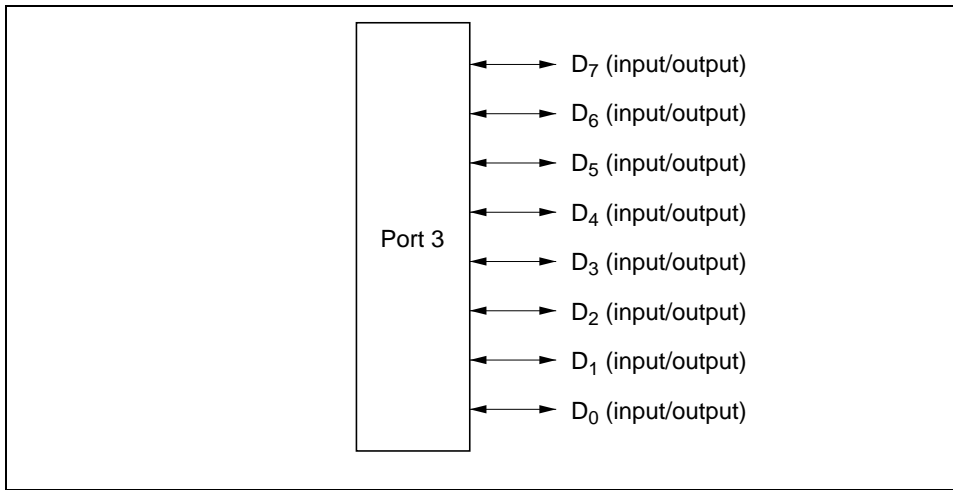 D7 (input/output)
D6 (input/output)
D5 (input/output)
D4 (input/output)
Port 3
D3 (input/output)
D2 (input/output)
D1 (input/output)
D0 (input/output)